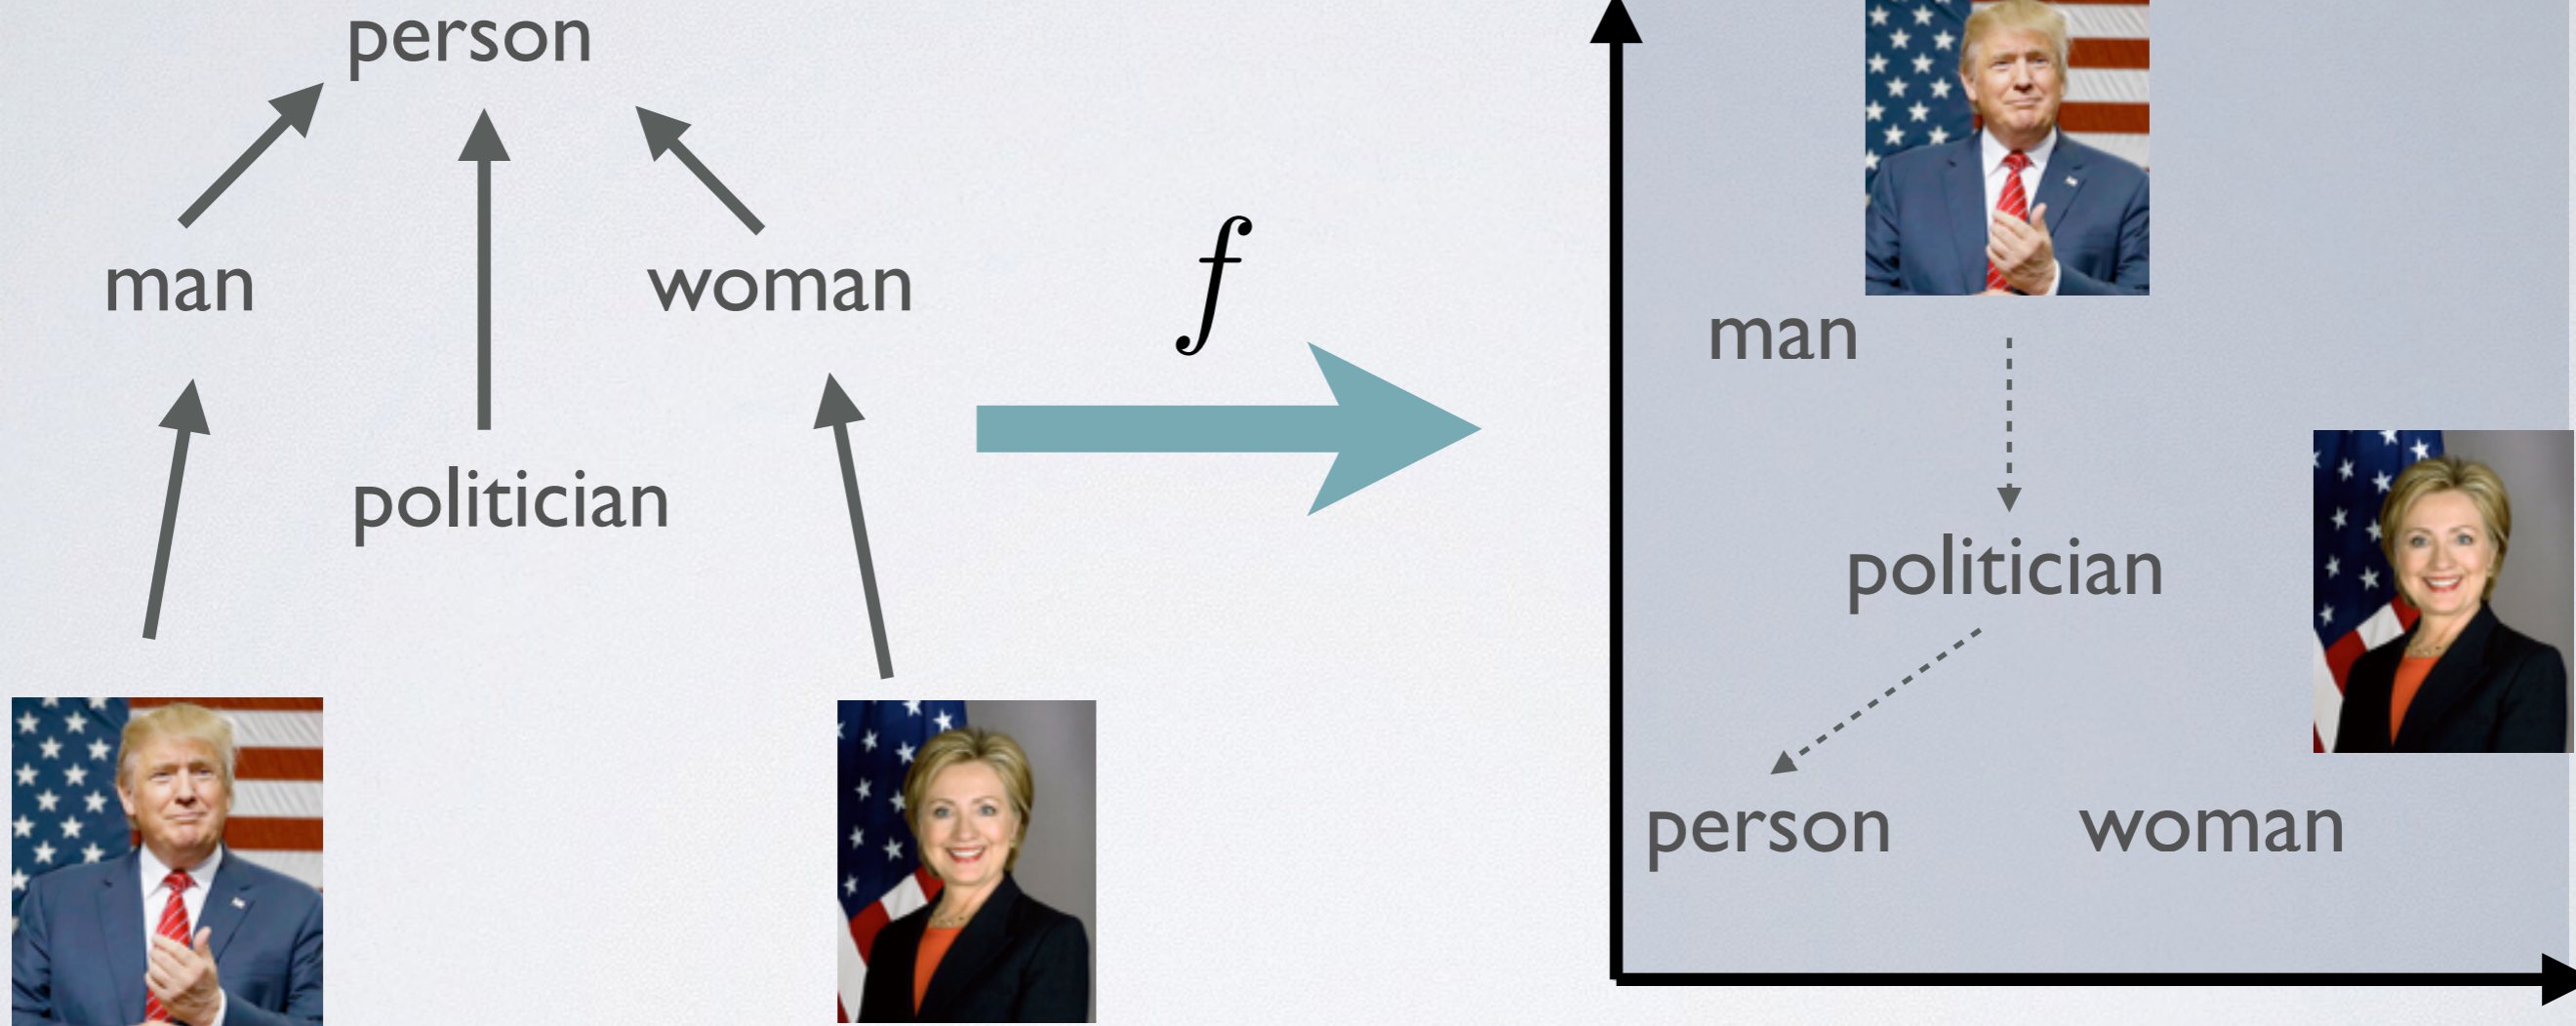 person
man
woman
politician
f
man
politician
person
woman